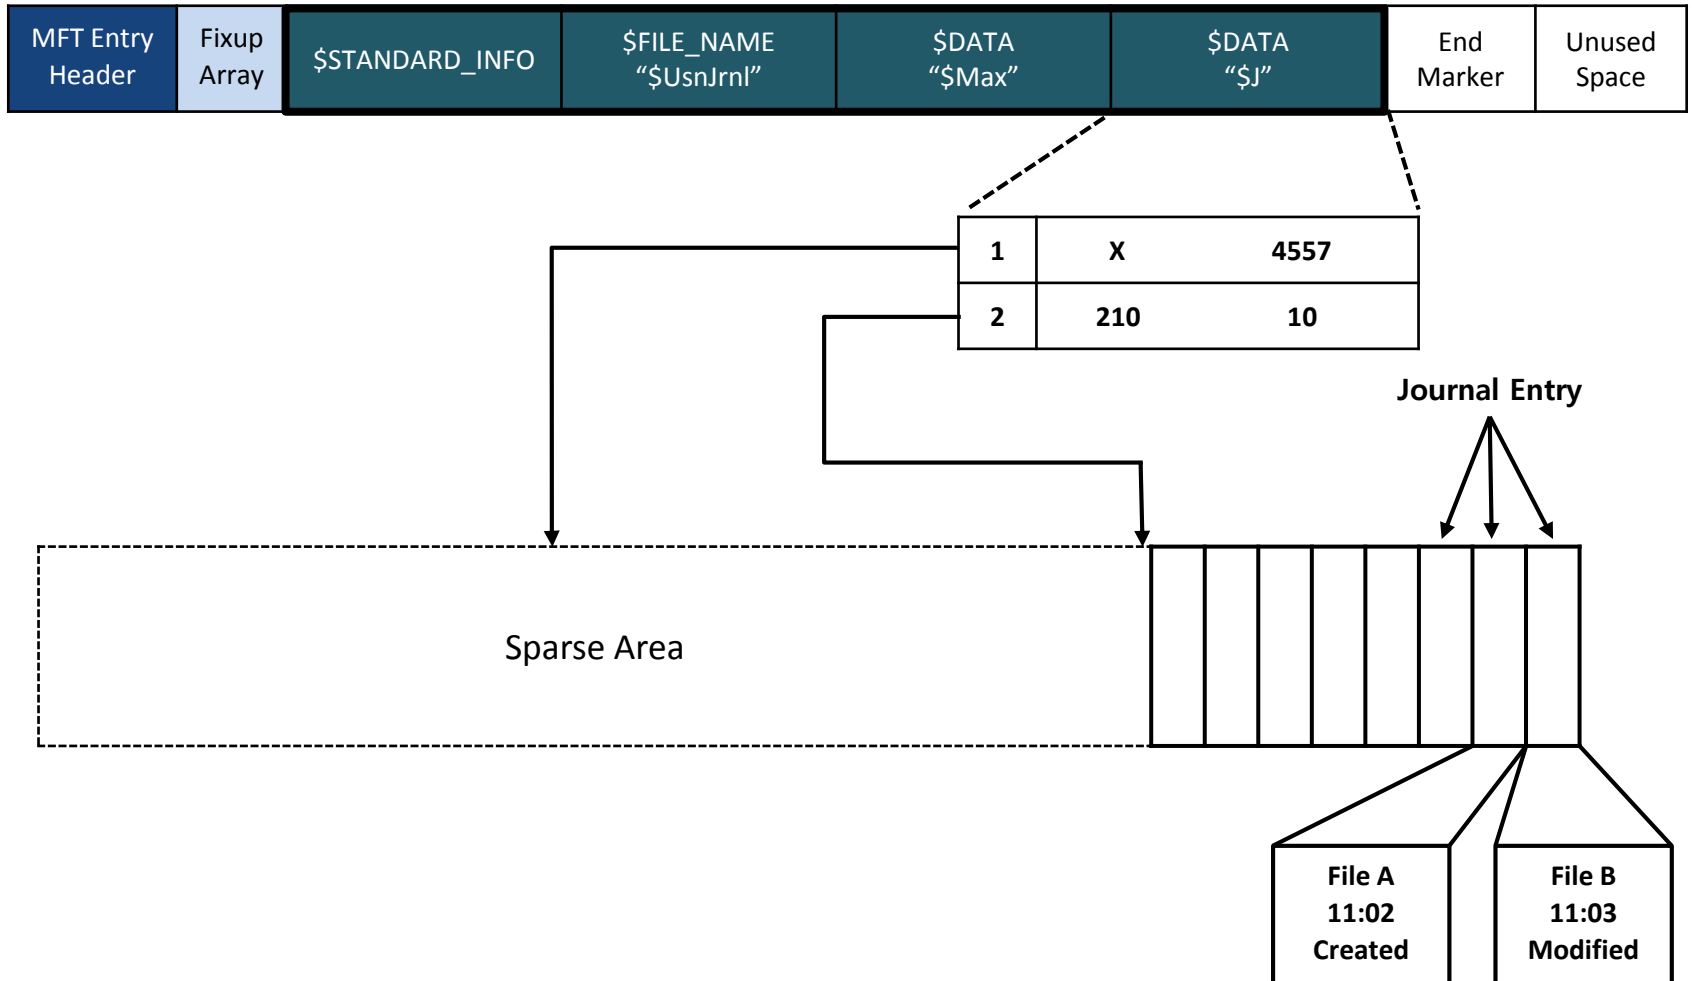 MFT Entry
Header
Fixup
Array
$STANDARD_INFO
$FILE_NAME
“$UsnJrnl”
$DATA
“$Max”
$DATA
“$J”
End
Marker
Unused
Space
1 X 4557
2 210 10
Journal Entry
Sparse Area
File A
11:02
Created
File B
11:03
Modified